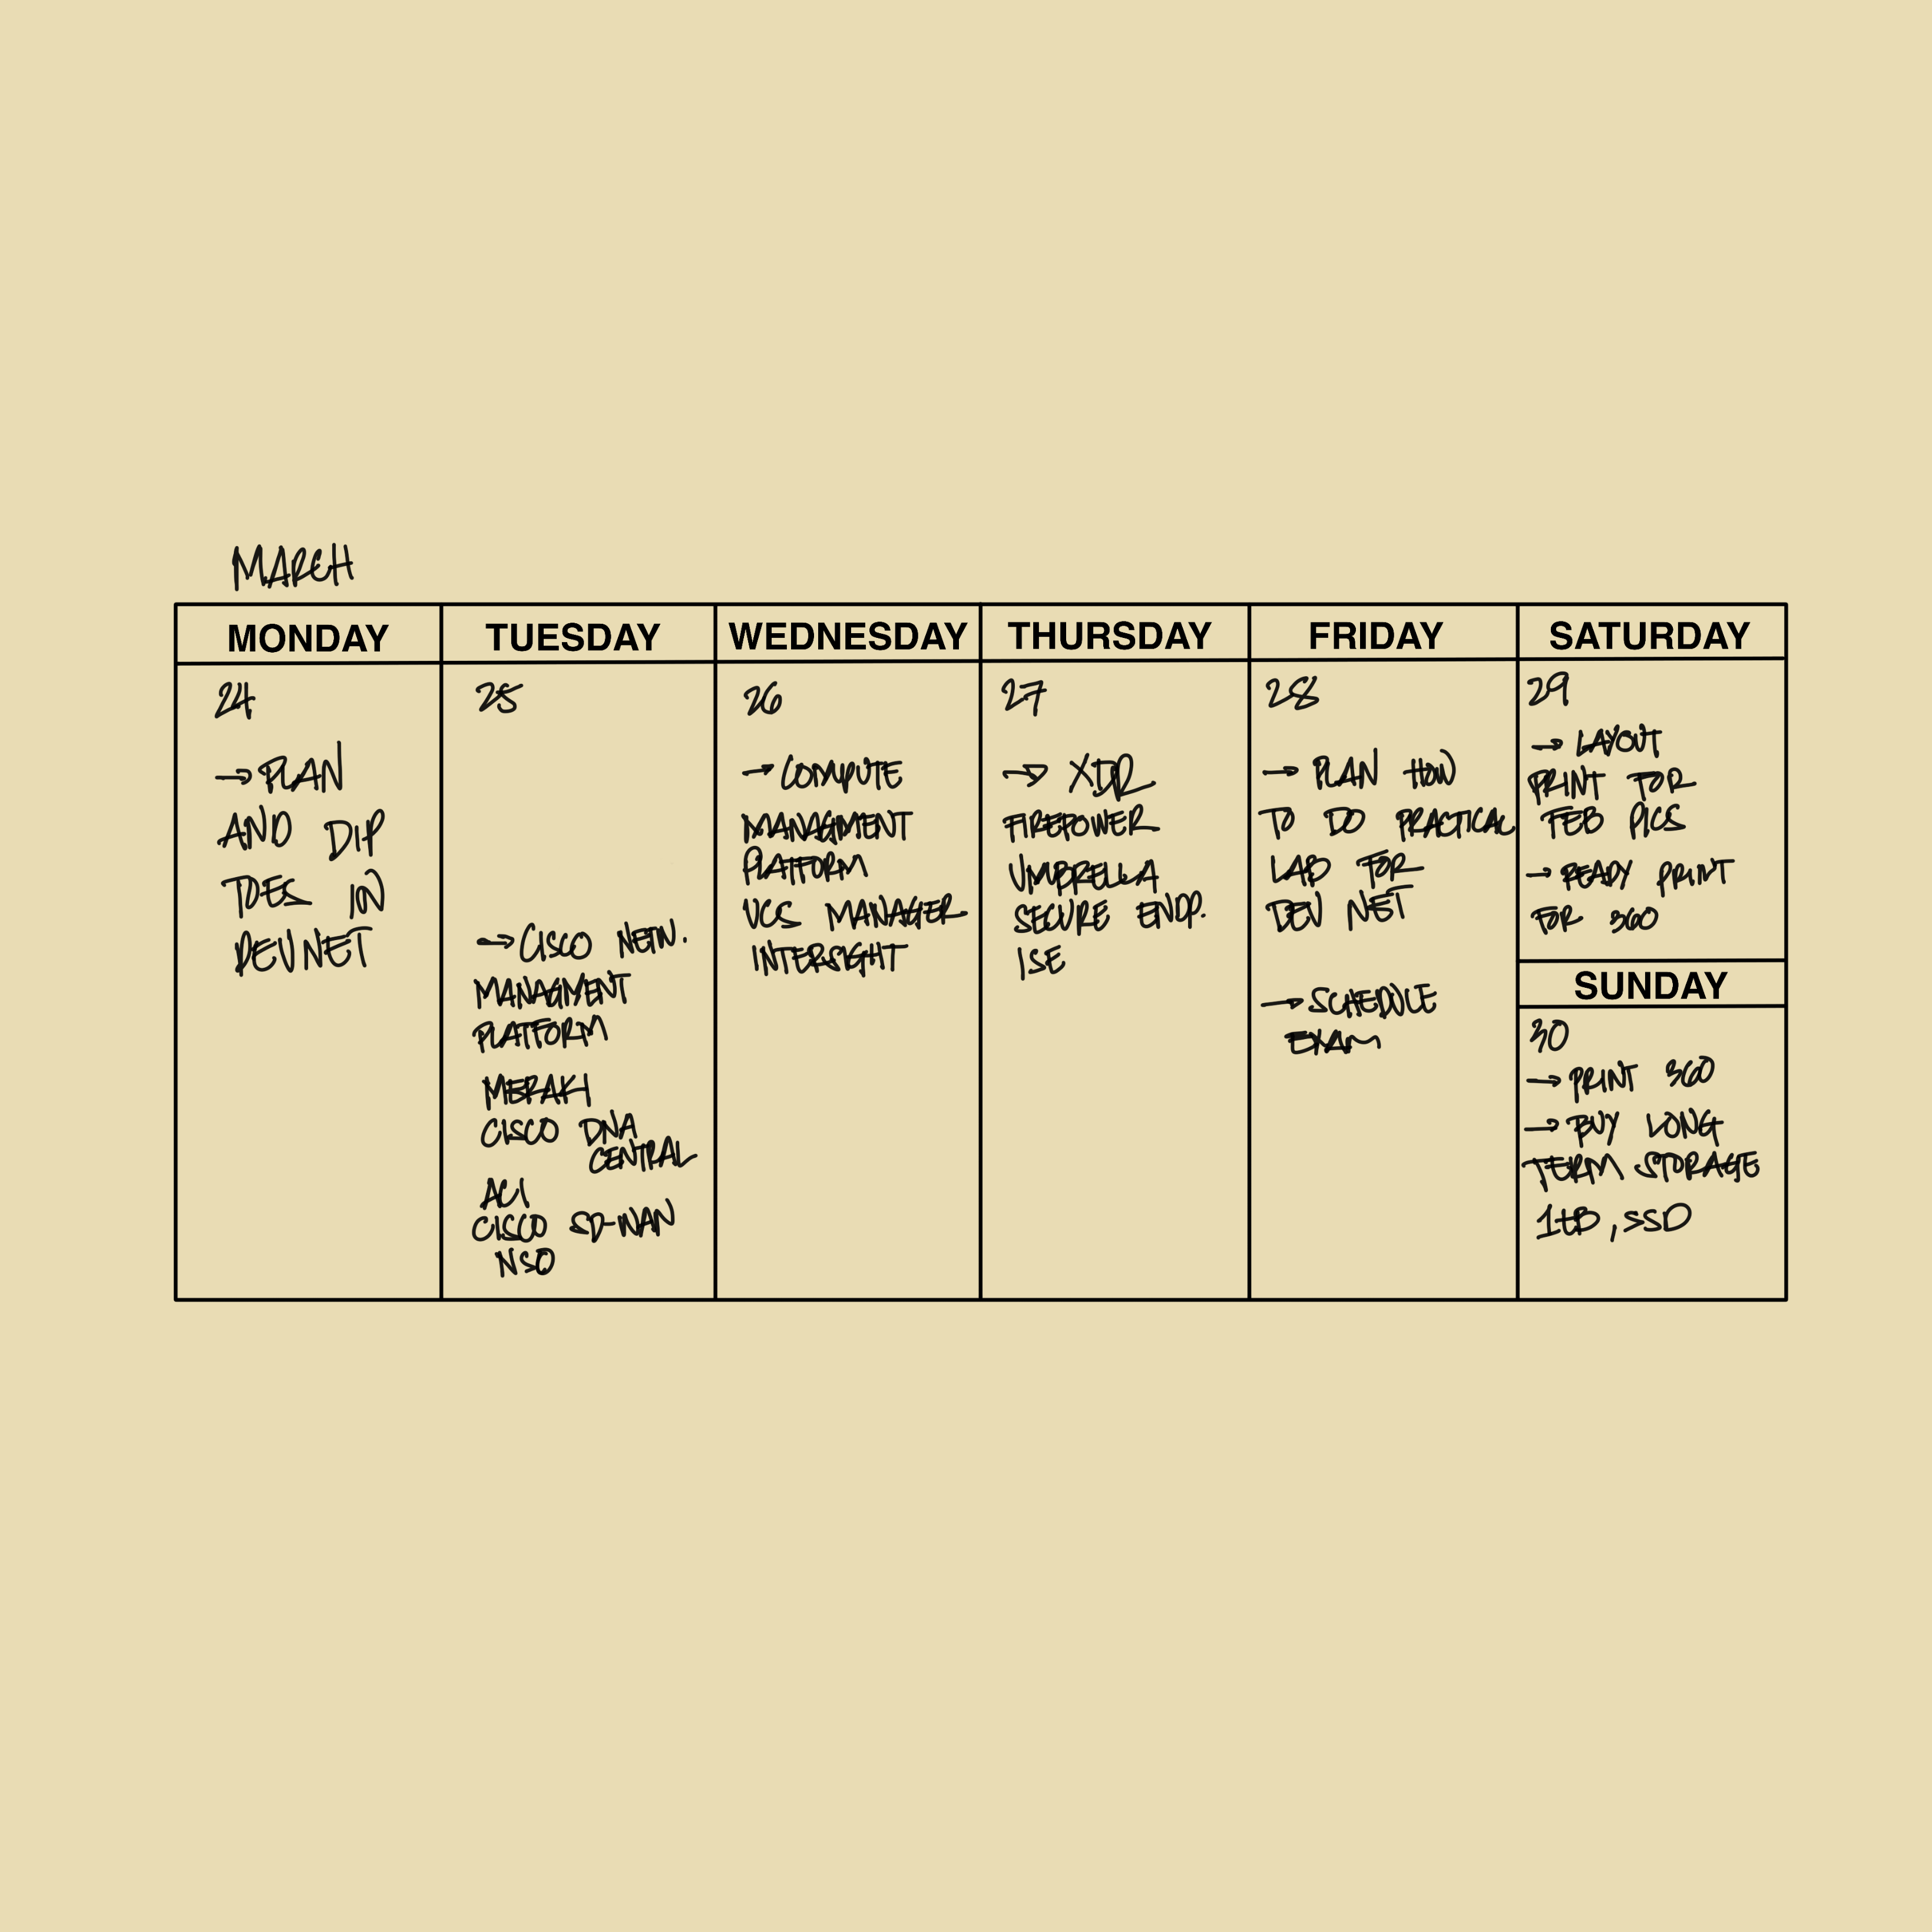 MARCH
MONDAY
24
→ PLAN
AND DIP
TOES IN
DEVNET
TUESDAY
25
→ CISCO NETW.
MANAGMENT
PLATFORM
MERAKI
CISCO DNA
CENTRAL
ACI
CISCO SD-WAN
NSO
WEDNESDAY
26
→ COMPUTE
MANAGMENT
PLATFORM
UCS MANAGER
INTERSIGHT
THURSDAY
27
→ XTR
FIREPOWER
UMBRELLA
SECURE ENDP.
ISE
FRIDAY
28
→ PLAN HOW
TO DO PRACTICAL
LAB FOR
DEV NET
→ SCHEDULE
EXAM
SATURDAY
29
→ LAYOUT
PRINT FOR
FEB PICS
→ READY PRINT
FOR 360
SUNDAY
30
→ PRINT 360
→ BUY LONG
TERM STORAGE
HD, SSD